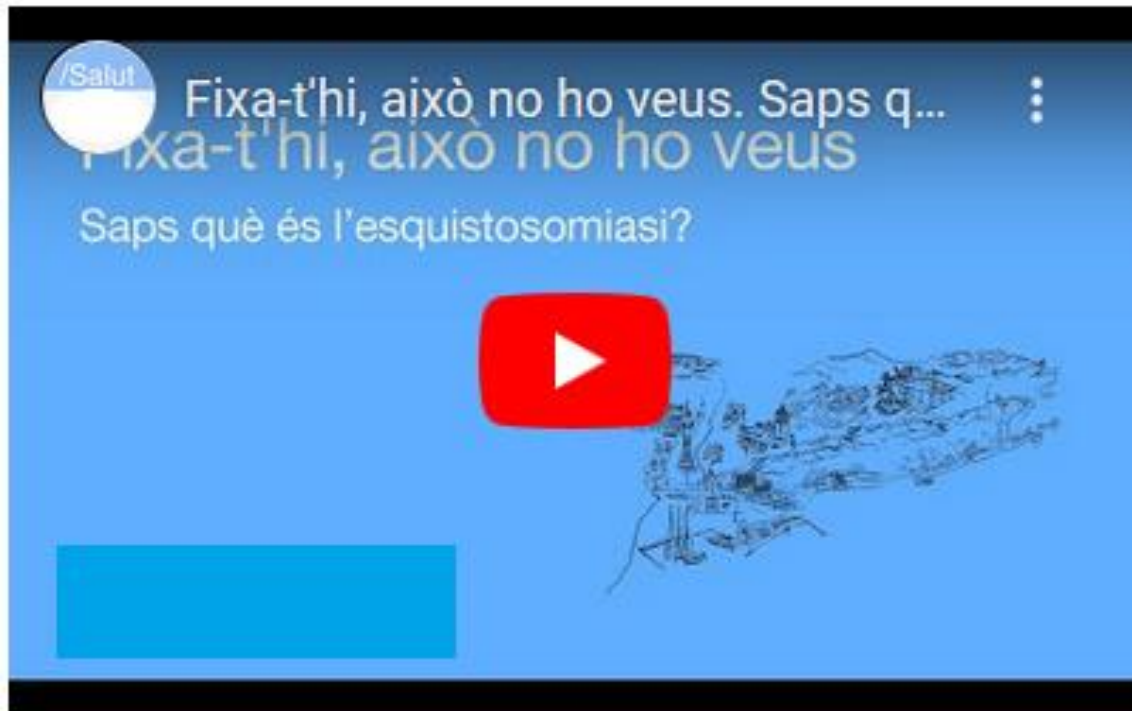 /Salut
Fixa-t'hi, això no ho veus. Saps q...
Fixa-t'hi, això no ho veus
Saps què és l'esquistosomiasi?